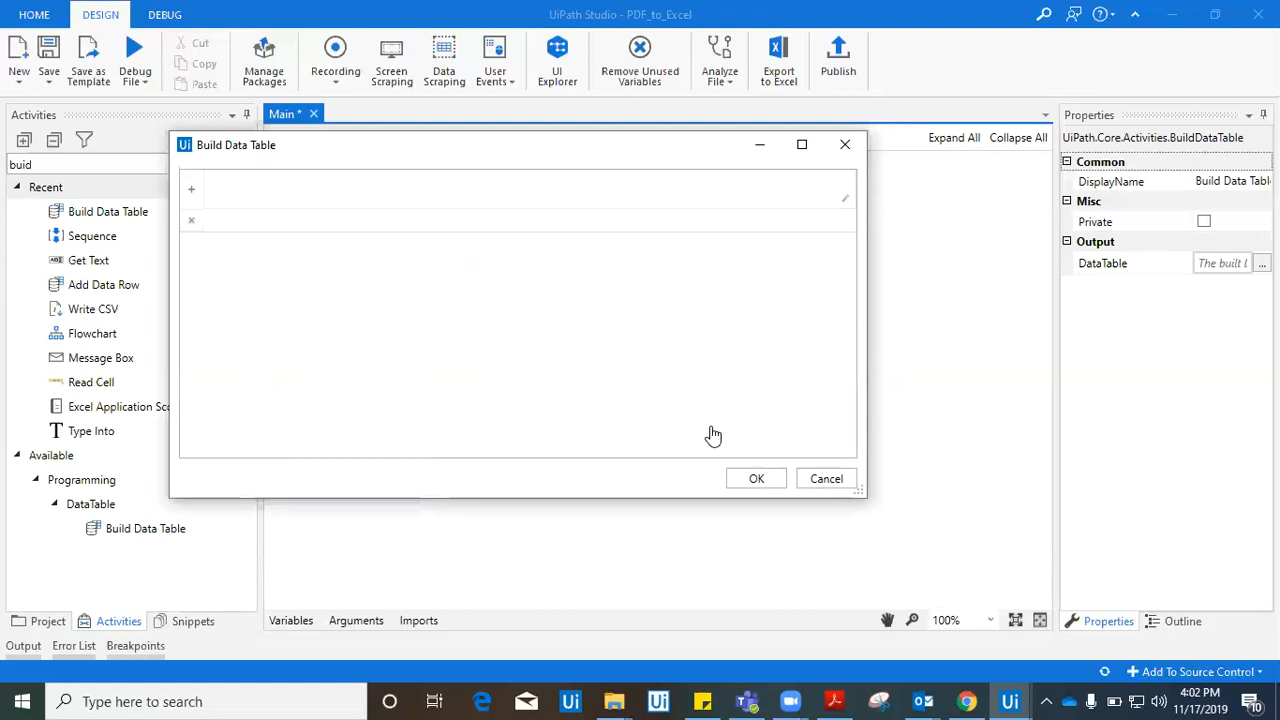 HOME
DESIGN
DEBUG
UiPath Studio - PDF_to_Excel
New
Save
Save as
Template
Debug
File
Cut
Copy
Paste
Manage
Packages
Recording
Screen
Scraping
Data
Scraping
User
Events
UI
Explorer
Remove Unused
Variables
Analyze
File
Export
to Excel
Publish
Activities
Main *
Properties
Ui Build Data Table
Expand All
Collapse All
UiPath.Core.Activities.BuildDataTable
buid
Common
DisplayName
Build Data Tabl
Recent
Misc
Build Data Table
Private
Sequence
Output
Get Text
DataTable
The built
...
Add Data Row
Write CSV
Flowchart
Message Box
Read Cell
Excel Application Sc
Type Into
Available
Programming
OK
Cancel
DataTable
Build Data Table
Project
Activities
Snippets
Variables
Arguments
Imports
100%
Properties
Outline
Output
Error List
Breakpoints
Add To Source Control
Type here to search
Ui
Ui
Ui
4:02 PM
11/17/2019
10